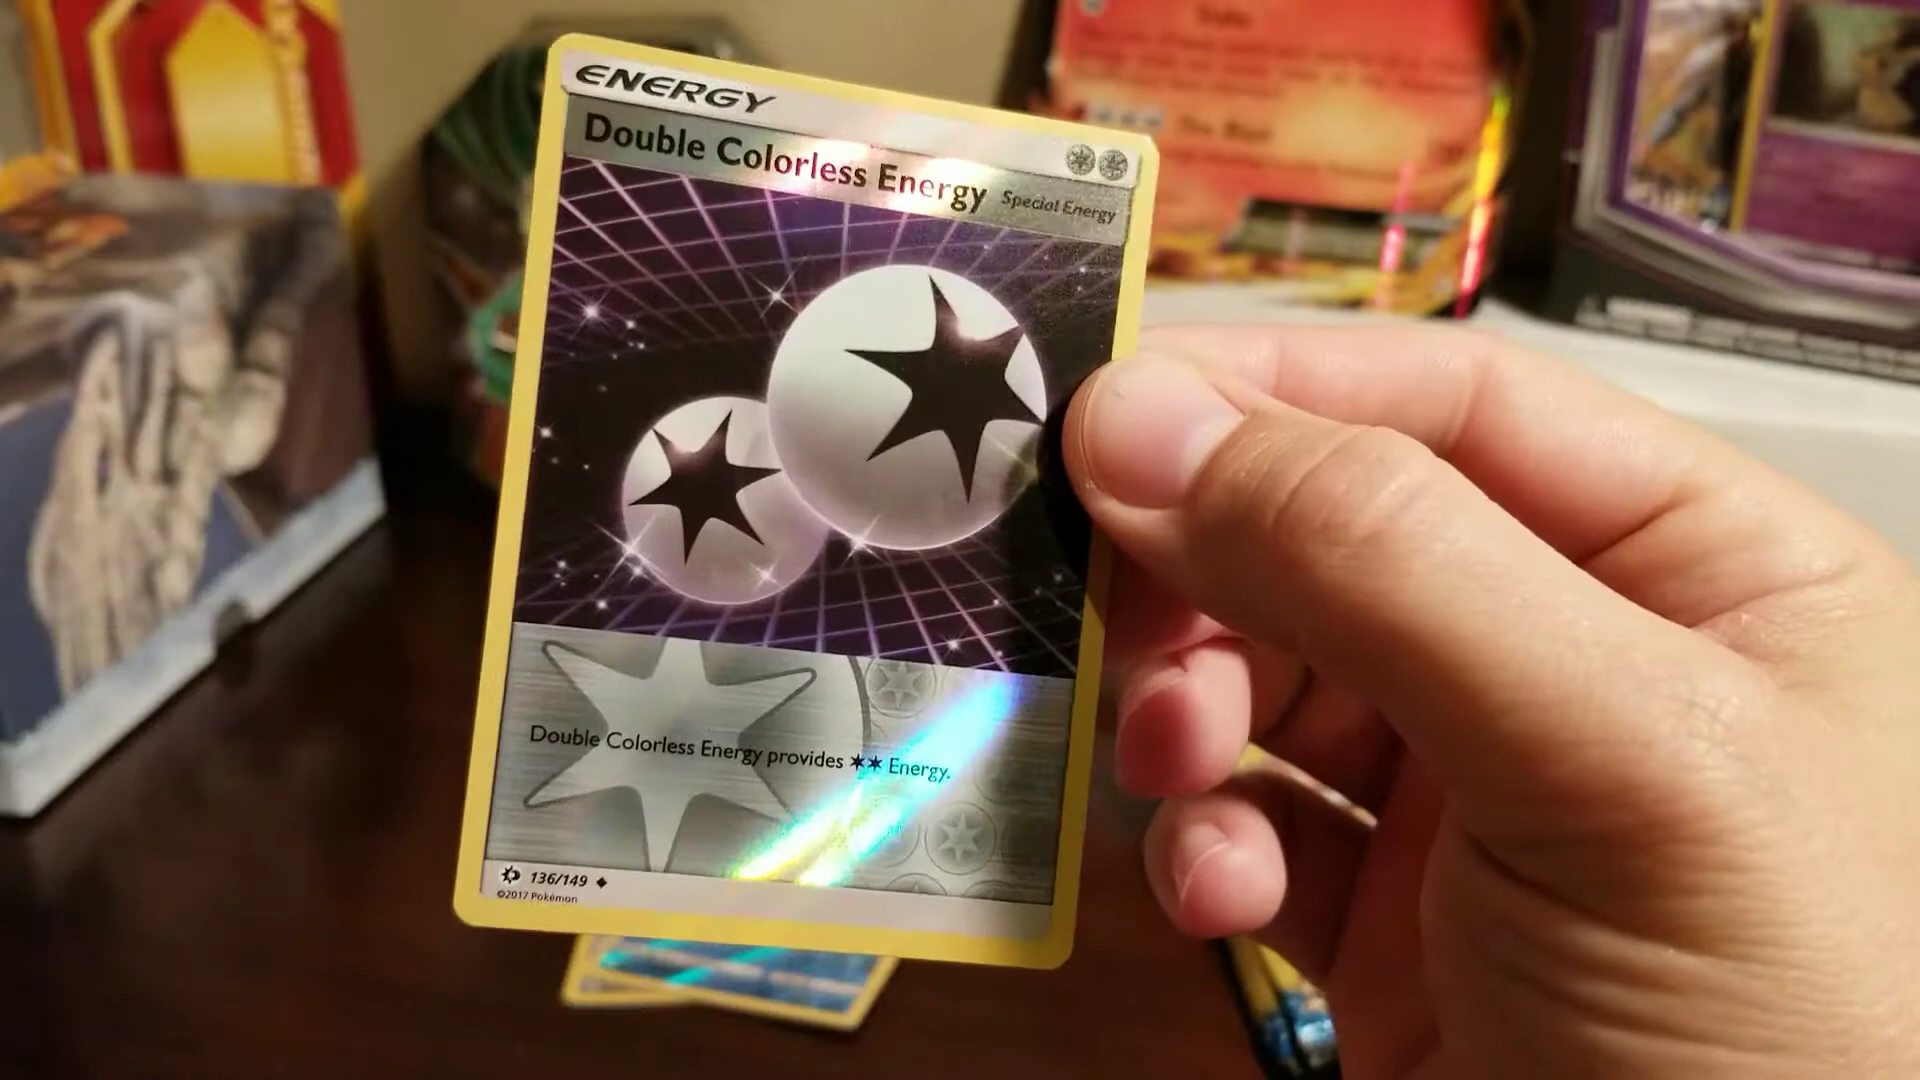 ENERGY
Double Colorless Energy
Special Energy
Double Colorless Energy provides ✶✶ Energy.
136/149 ◆
©2017 Pokémon